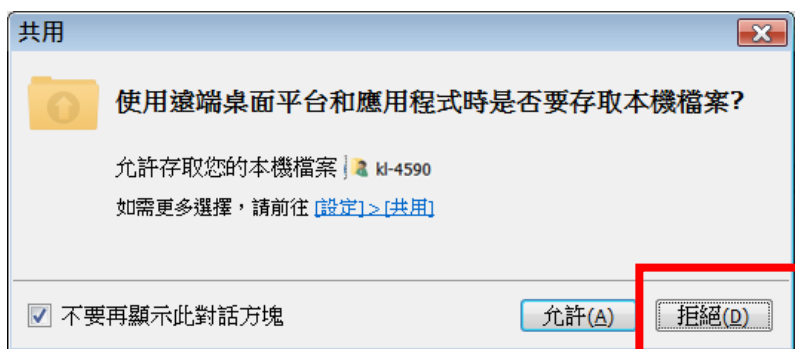 共用
使用遠端桌面平台和應用程式時是否要存取本機檔案?
允許存取您的本機檔案 kl-4590
如需更多選擇，請前往 [設定] > [共用]
不要再顯示此對話方塊
允許(A)
拒絕(D)